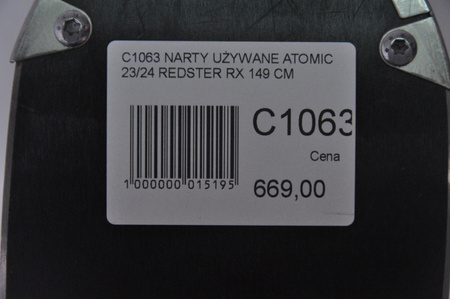 C1063 NARTY UŻYWANE ATOMIC
23/24 REDSTER RX 149 CM
C1063
Cena
1 000000 015195
669,00